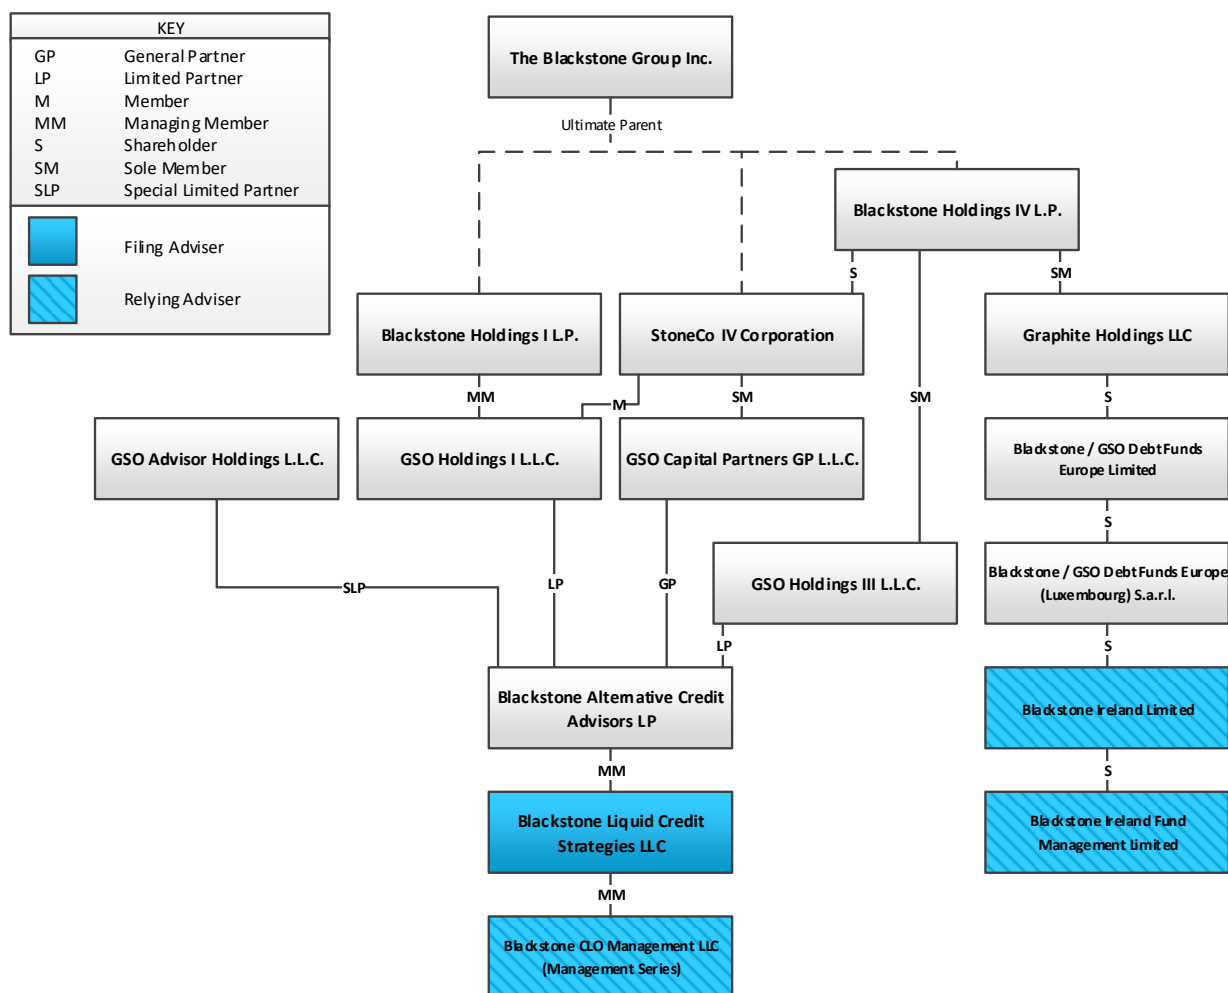 KEY
GP General Partner
LP Limited Partner
M Member
MM Managing Member
S Shareholder
SM Sole Member
SLP Special Limited Partner
Filing Adviser
Relying Adviser
The Blackstone Group Inc.
Ultimate Parent
Blackstone Holdings IV L.P.
S
SM
Blackstone Holdings I L.P.
StoneCo IV Corporation
Graphite Holdings LLC
MM
M
SM
SM
S
GSO Advisor Holdings L.L.C.
GSO Holdings I L.L.C.
GSO Capital Partners GP L.L.C.
Blackstone / GSO Debt Funds
Europe Limited
S
SLP
LP
GP
GSO Holdings III L.L.C.
Blackstone / GSO Debt Funds Europe
(Luxembourg) S.a.r.l.
LP
S
Blackstone Alternative Credit
Advisors LP
Blackstone Ireland Limited
MM
S
Blackstone Liquid Credit
Strategies LLC
Blackstone Ireland Fund
Management Limited
MM
Blackstone CLO Management LLC
(Management Series)